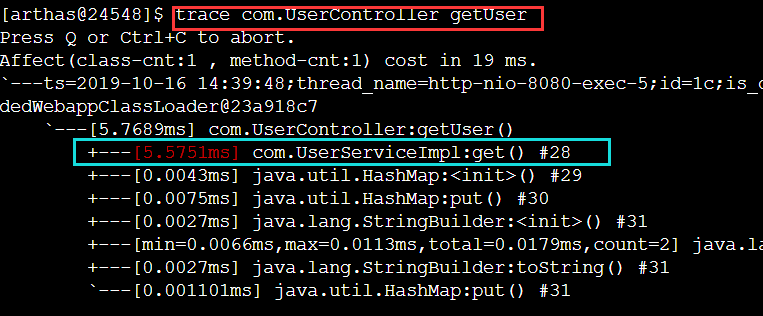 [arthas@24548]$ trace com.UserController getUser
Press Q or Ctrl+C to abort.
Affect(class-cnt:1 , method-cnt:1) cost in 19 ms.
`---ts=2019-10-16 14:39:48;thread_name=http-nio-8080-exec-5;id=1c;is_
dedWebappClassLoader@23a918c7
`---[5.7689ms] com.UserController:getUser()
+---[5.5751ms] com.UserServiceImpl:get() #28
+---[0.0043ms] java.util.HashMap:<init>() #29
+---[0.0075ms] java.util.HashMap:put() #30
+---[0.0027ms] java.lang.StringBuilder:<init>() #31
+---[min=0.0066ms,max=0.0113ms,total=0.0179ms,count=2] java.la
+---[0.0027ms] java.lang.StringBuilder:toString() #31
`---[0.001101ms] java.util.HashMap:put() #31